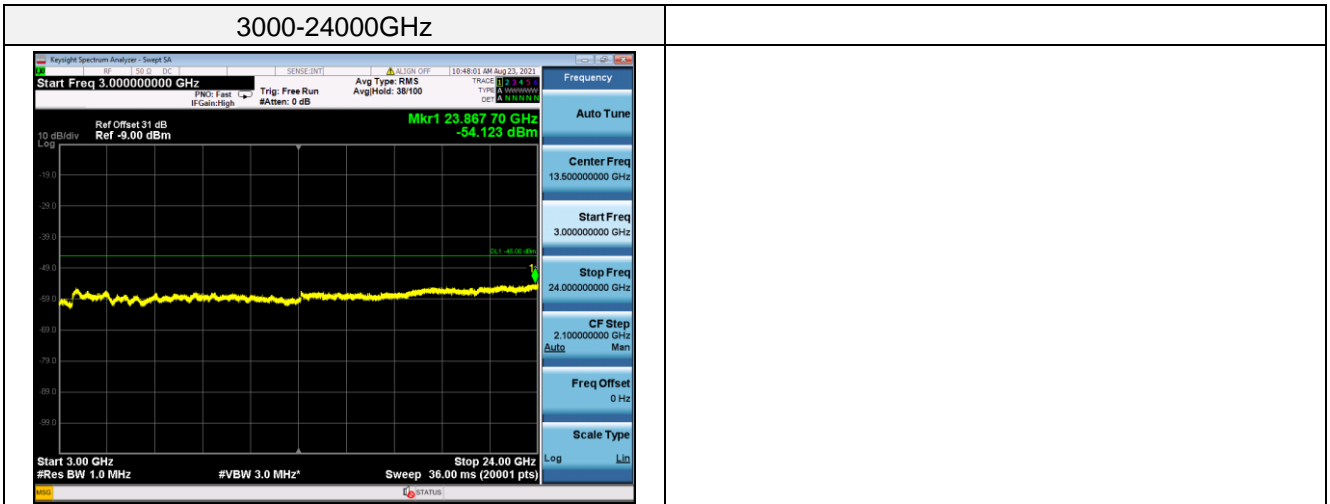 3000-24000GHz
Keysight Spectrum Analyzer - Swept SA
RF 50 Ω DC SENSE:INT ALIGN OFF 10:48:01 AM Aug 23, 2021
Start Freq 3.000000000 GHz
PNO: Fast
IFGain:High
Trig: Free Run
#Atten: 0 dB
Avg Type: RMS
Avg|Hold: 38/100
TRACE 1 2 3 4 5 6
TYPE A WWWWW
DET A N N N N N
Ref Offset 31 dB
Ref -9.00 dBm
10 dB/div
Log
Mkr1 23.867 70 GHz
-54.123 dBm
-19.0
-29.0
-39.0
DL1 -45.00 dBm
-49.0
1
-59.0
-69.0
-79.0
-89.0
-99.0
Start 3.00 GHz
Stop 24.00 GHz
#Res BW 1.0 MHz
#VBW 3.0 MHz*
Sweep 36.00 ms (20001 pts)
MSG
STATUS
Frequency
Auto Tune
Center Freq
13.500000000 GHz
Start Freq
3.000000000 GHz
Stop Freq
24.000000000 GHz
CF Step
2.100000000 GHz
Auto Man
Freq Offset
0 Hz
Scale Type
Log Lin